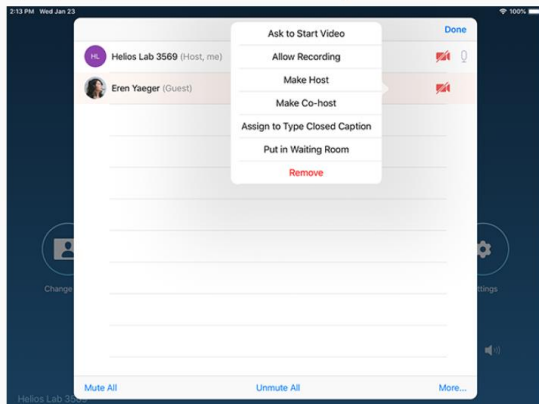 2:13 PM Wed Jan 23
100%
Done
HL
Helios Lab 3569 (Host, me)
Eren Yaeger (Guest)
Ask to Start Video
Allow Recording
Make Host
Make Co-host
Assign to Type Closed Caption
Put in Waiting Room
Remove
Change
ttings
Mute All
Unmute All
More...
Helios Lab 3569